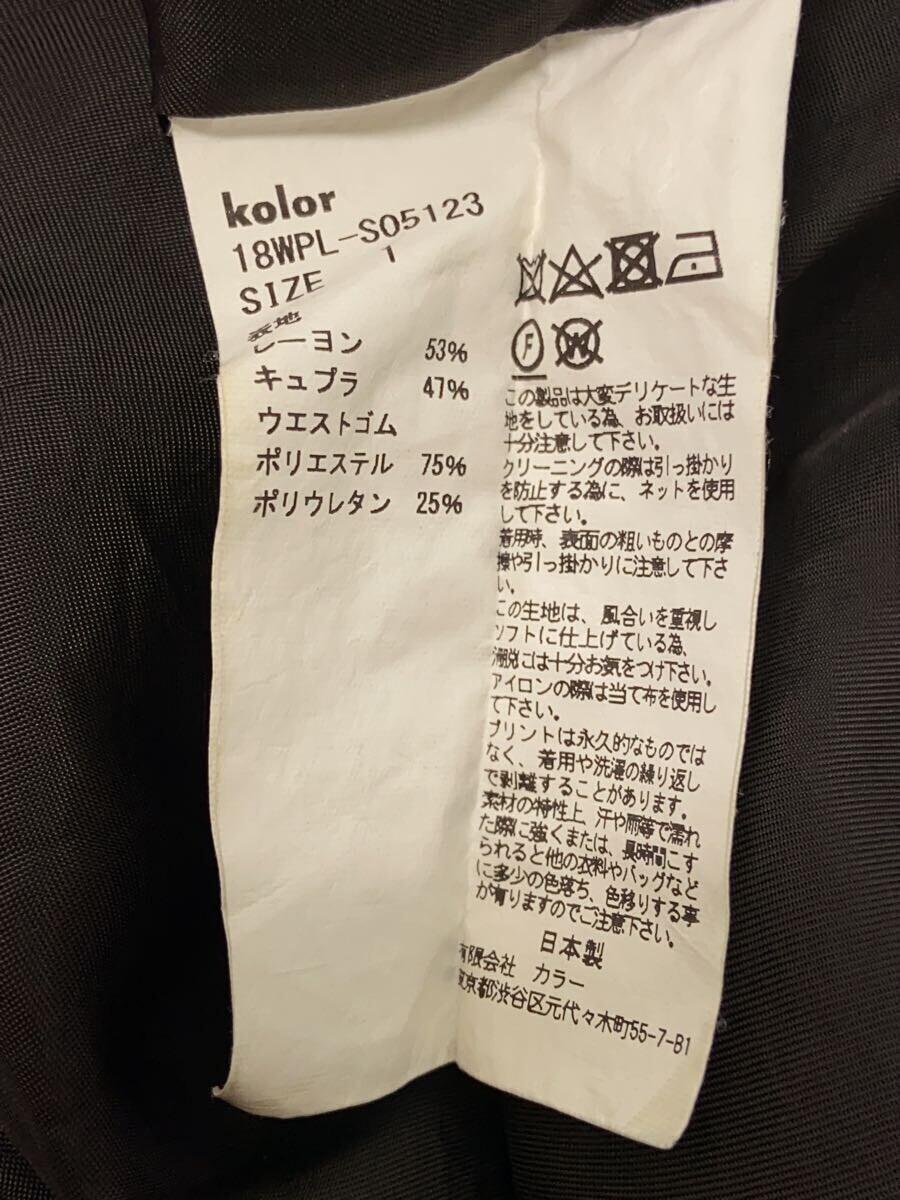 kolor
18WPL-S05123
SIZE 1
表地
レーヨン 53%
キュプラ 47%
ウエストゴム
ポリエステル 75%
ポリウレタン 25%
F
W
この製品は大変デリケートな生
地をしている為、お取扱いには
十分注意して下さい。
クリーニングの際は引っ掛かり
を防止する為に、ネットを使用
して下さい。
着用時、表面の粗いものとの摩
擦や引っ掛かりに注意して下さ
い。
この生地は、風合いを重視し
ソフトに仕上げている為、
滑脱には十分お気をつけ下さい。
アイロンの際は当て布を使用し
て下さい。
プリントは永久的なものでは
なく、着用や洗濯の繰り返し
で剥離することがあります。
素材の特性上、汗や雨等で濡れ
た際に強くまたは、長時間こす
られると他の衣料やバッグなど
に多少の色落ち、色移りする事
が有りますのでご注意下さい。
日本製
有限会社 カラー
東京都渋谷区元代々木町55-7-B1